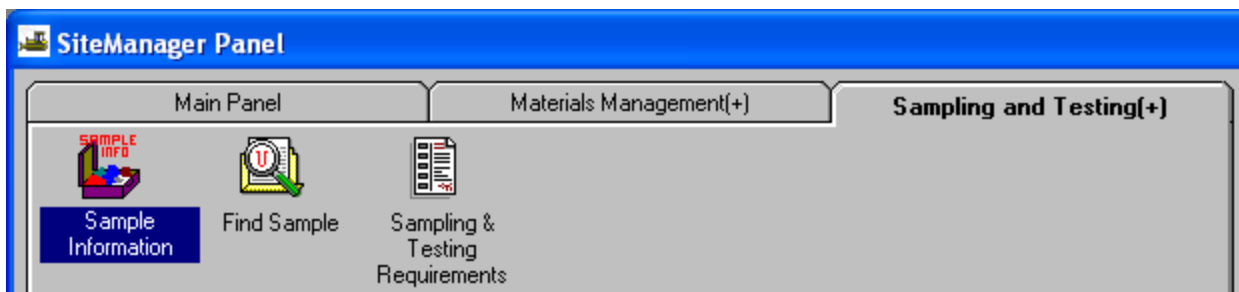 SiteManager Panel
Main Panel
Materials Management(+)
Sampling and Testing(+)
SAMPLE
INFO
U
Sample
Information
Find Sample
Sampling &
Testing
Requirements